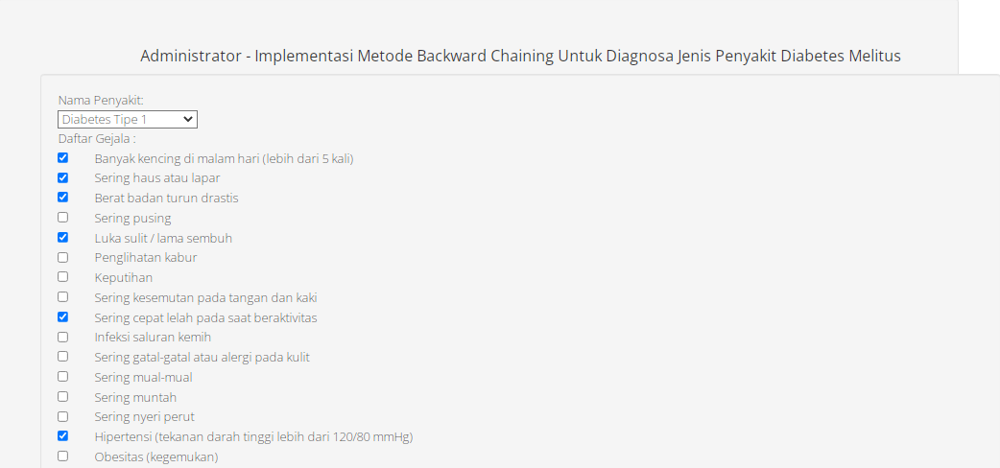 Administrator - Implementasi Metode Backward Chaining Untuk Diagnosa Jenis Penyakit Diabetes Melitus
Nama Penyakit:
Diabetes Tipe 1
Daftar Gejala :
Banyak kencing di malam hari (lebih dari 5 kali)
Sering haus atau lapar
Berat badan turun drastis
Sering pusing
Luka sulit / lama sembuh
Penglihatan kabur
Keputihan
Sering kesemutan pada tangan dan kaki
Sering cepat lelah pada saat beraktivitas
Infeksi saluran kemih
Sering gatal-gatal atau alergi pada kulit
Sering mual-mual
Sering muntah
Sering nyeri perut
Hipertensi (tekanan darah tinggi lebih dari 120/80 mmHg)
Obesitas (kegemukan)